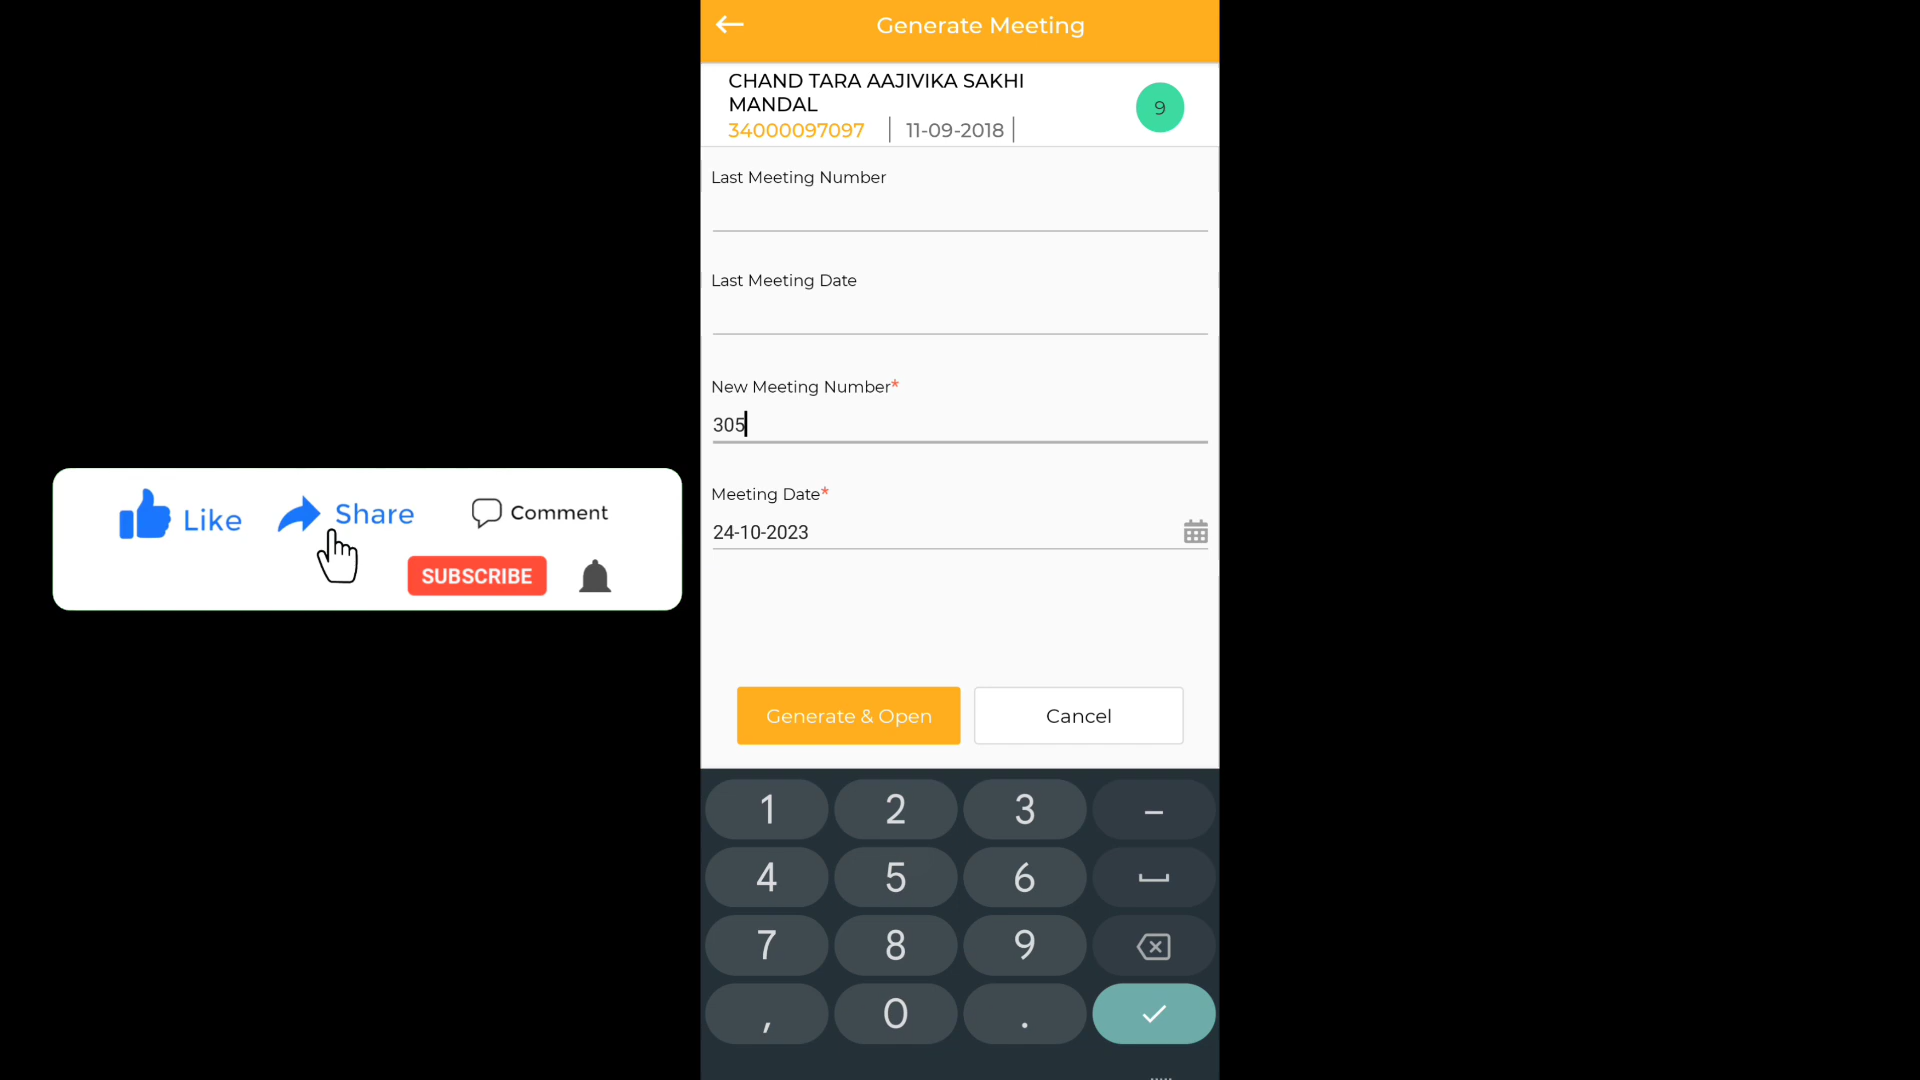 Generate Meeting
CHAND TARA AAJIVIKA SAKHI
MANDAL
34000097097 | 11-09-2018 |
9
Last Meeting Number
Last Meeting Date
New Meeting Number*
305
Meeting Date*
24-10-2023
Generate & Open Cancel
Like Share Comment
SUBSCRIBE
1 2 3 –
4 5 6
7 8 9
, 0 .